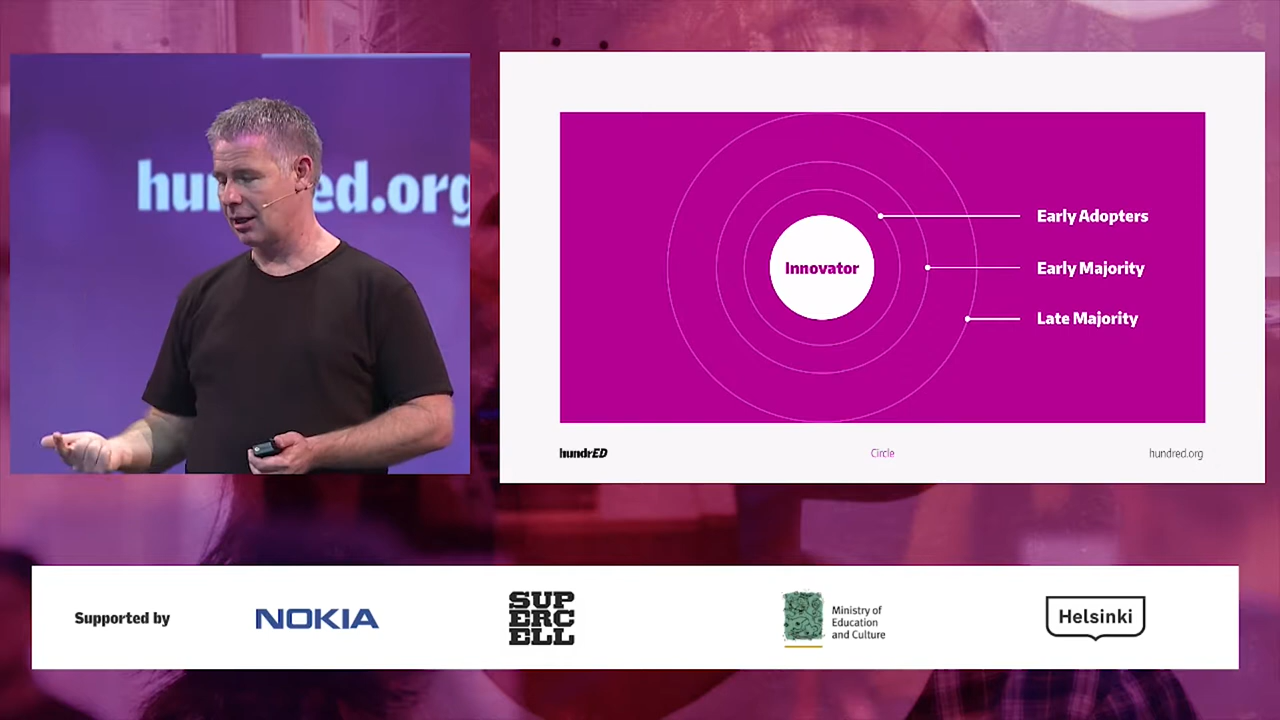 hundred.org
Innovator
Early Adopters
Early Majority
Late Majority
hundrED
Circle
hundred.org
Supported by
NOKIA
SUP
ERC
ELL
Ministry of
Education
and Culture
Helsinki